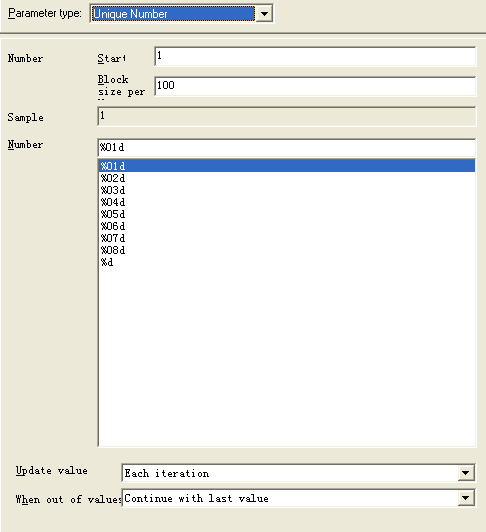 Parameter type: Unique Number
Number Start 1
Block size per 100
Sample 1
Number %01d
%01d
%02d
%03d
%04d
%05d
%06d
%07d
%08d
%d
Update value Each iteration
When out of values Continue with last value